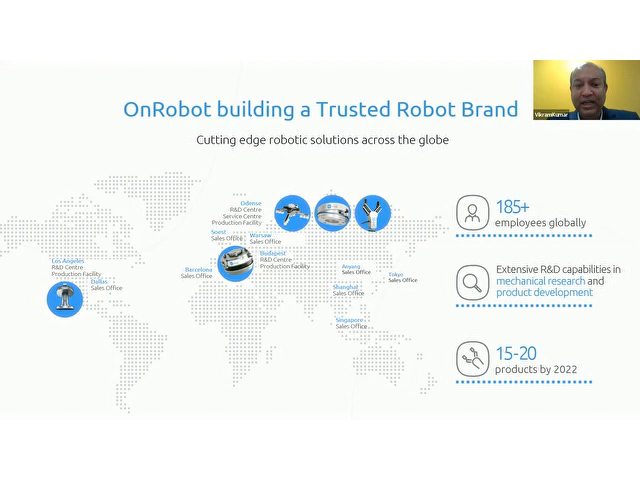 OnRobot building a Trusted Robot Brand
VikramKumar
Cutting edge robotic solutions across the globe
Odense
R&D Centre
Service Centre
Production Facility
Soest
Sales Office
Warsaw
Sales Office
Budapest
R&D Centre
Production Facility
Barcelona
Sales Office
Los Angeles
R&D Centre
Production Facility
Dallas
Sales Office
Anyang
Sales Office
Tokyo
Sales Office
Shanghai
Sales Office
Singapore
Sales Office
185+
employees globally
Extensive R&D capabilities in
mechanical research and
product development
15-20
products by 2022